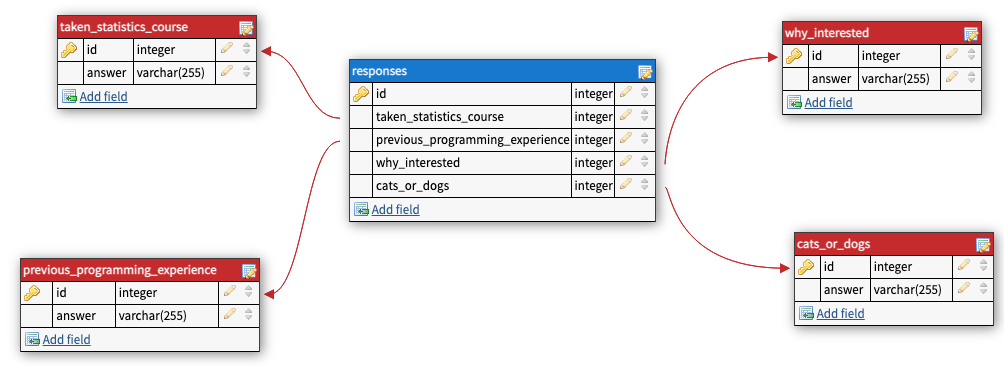 taken_statistics_course
id integer
answer varchar(255)
Add field
responses
id integer
taken_statistics_course integer
previous_programming_experience integer
why_interested integer
cats_or_dogs integer
Add field
why_interested
id integer
answer varchar(255)
Add field
previous_programming_experience
id integer
answer varchar(255)
Add field
cats_or_dogs
id integer
answer varchar(255)
Add field